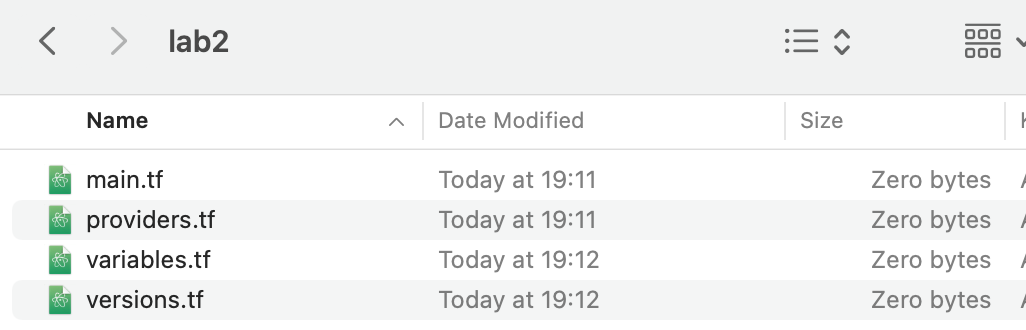 lab2
Name Date Modified Size
main.tf Today at 19:11 Zero bytes
providers.tf Today at 19:11 Zero bytes
variables.tf Today at 19:12 Zero bytes
versions.tf Today at 19:12 Zero bytes